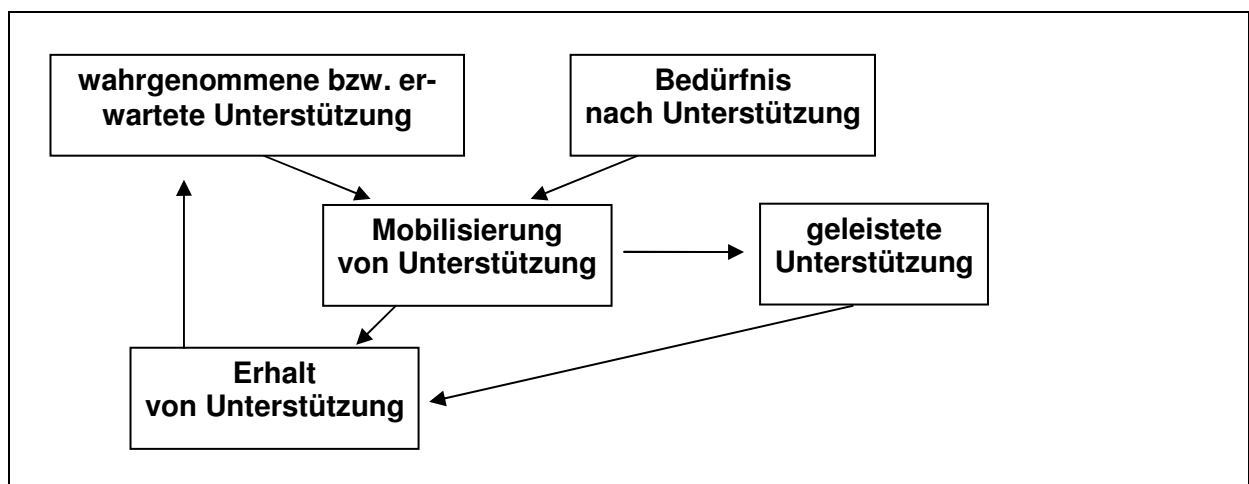 wahrgenommene bzw. er-
wartete Unterstützung
Bedürfnis
nach Unterstützung
Mobilisierung
von Unterstützung
geleistete
Unterstützung
Erhalt
von Unterstützung